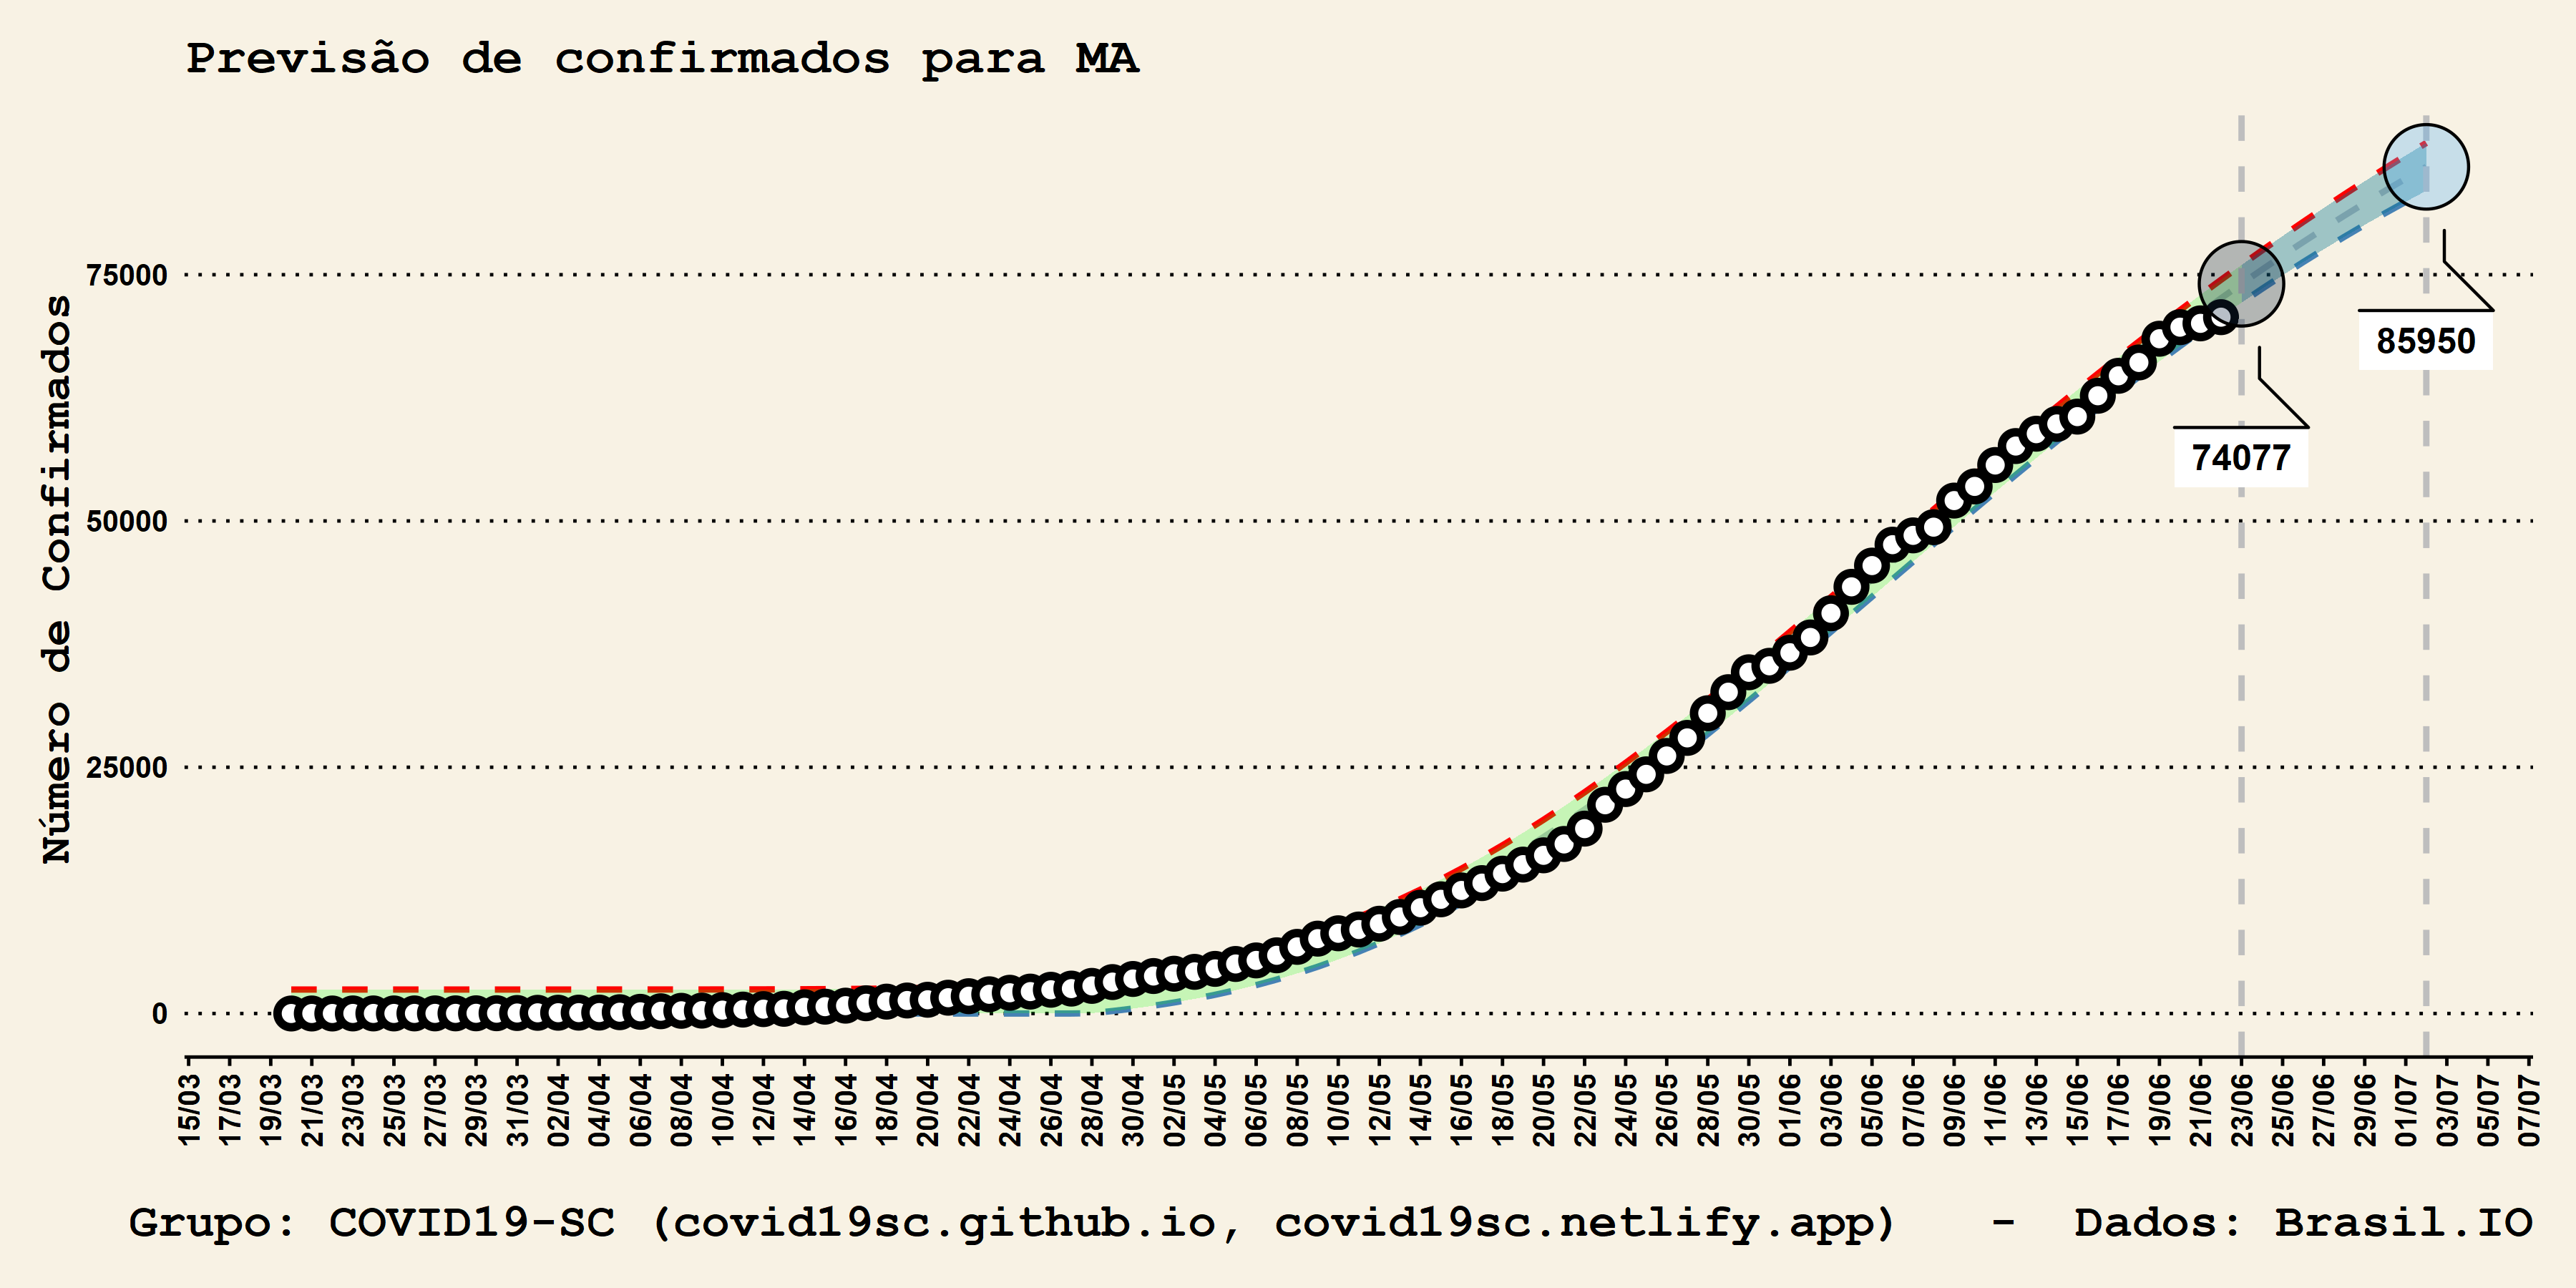 Previsão de confirmados para MA
Número de Confirmados
75000
50000
25000
0
85950
74077
15/03 17/03 19/03 21/03 23/03 25/03 27/03 29/03 31/03 02/04 04/04 06/04 08/04 10/04 12/04 14/04 16/04 18/04 20/04 22/04 24/04 26/04 28/04 30/04 02/05 04/05 06/05 08/05 10/05 12/05 14/05 16/05 18/05 20/05 22/05 24/05 26/05 28/05 30/05 01/06 03/06 05/06 07/06 09/06 11/06 13/06 15/06 17/06 19/06 21/06 23/06 25/06 27/06 29/06 01/07 03/07 05/07 07/07
Grupo: COVID19-SC (covid19sc.github.io, covid19sc.netlify.app) - Dados: Brasil.IO